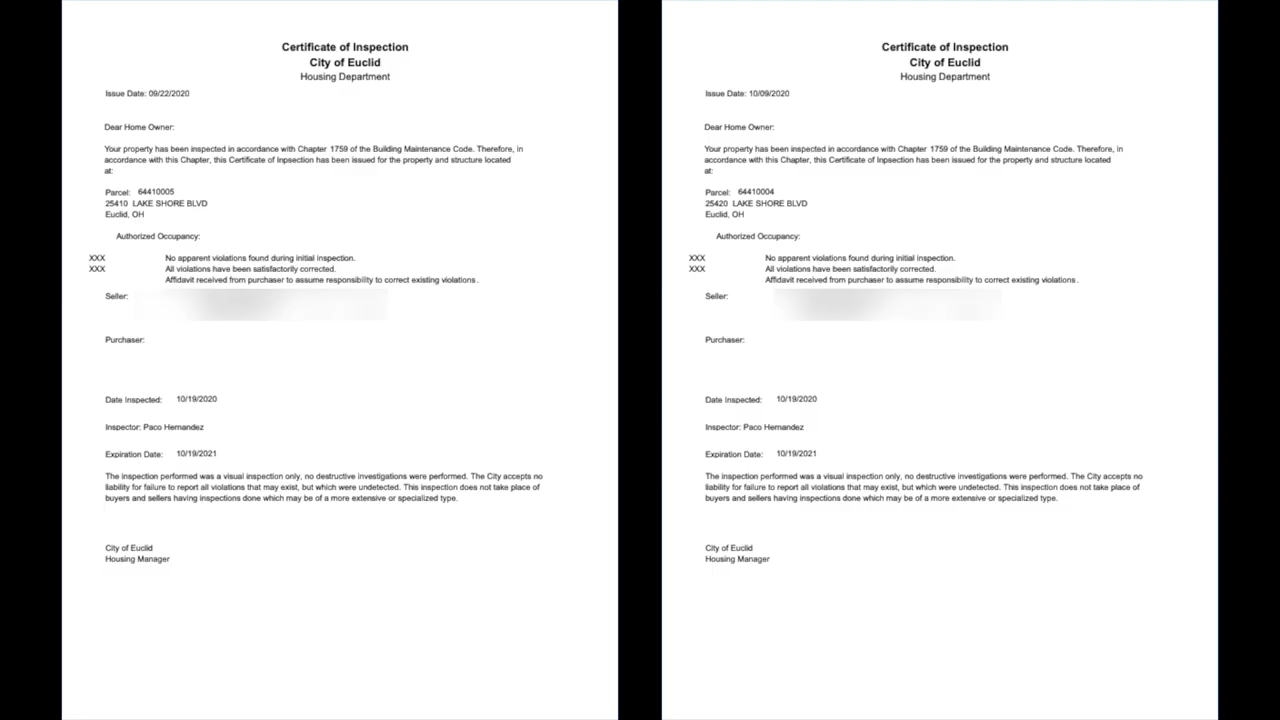 Certificate of Inspection
City of Euclid
Housing Department
Issue Date: 09/22/2020
Dear Home Owner:
Your property has been inspected in accordance with Chapter 1759 of the Building Maintenance Code. Therefore, in
accordance with this Chapter, this Certificate of Inpsection has been issued for the property and structure located
at:
Parcel: 64410005
25410 LAKE SHORE BLVD
Euclid, OH
Authorized Occupancy:
XXX No apparent violations found during initial inspection.
XXX All violations have been satisfactorily corrected.
Affidavit received from purchaser to assume responsibility to correct existing violations.
Seller:
Purchaser:
Date Inspected: 10/19/2020
Inspector: Paco Hernandez
Expiration Date: 10/19/2021
The inspection performed was a visual inspection only, no destructive investigations were performed. The City accepts no
liability for failure to report all violations that may exist, but which were undetected. This inspection does not take place of
buyers and sellers having inspections done which may be of a more extensive or specialized type.
City of Euclid
Housing Manager
Certificate of Inspection
City of Euclid
Housing Department
Issue Date: 10/09/2020
Dear Home Owner:
Your property has been inspected in accordance with Chapter 1759 of the Building Maintenance Code. Therefore, in
accordance with this Chapter, this Certificate of Inpsection has been issued for the property and structure located
at:
Parcel: 64410004
25420 LAKE SHORE BLVD
Euclid, OH
Authorized Occupancy:
XXX No apparent violations found during initial inspection.
XXX All violations have been satisfactorily corrected.
Affidavit received from purchaser to assume responsibility to correct existing violations.
Seller:
Purchaser:
Date Inspected: 10/19/2020
Inspector: Paco Hernandez
Expiration Date: 10/19/2021
The inspection performed was a visual inspection only, no destructive investigations were performed. The City accepts no
liability for failure to report all violations that may exist, but which were undetected. This inspection does not take place of
buyers and sellers having inspections done which may be of a more extensive or specialized type.
City of Euclid
Housing Manager